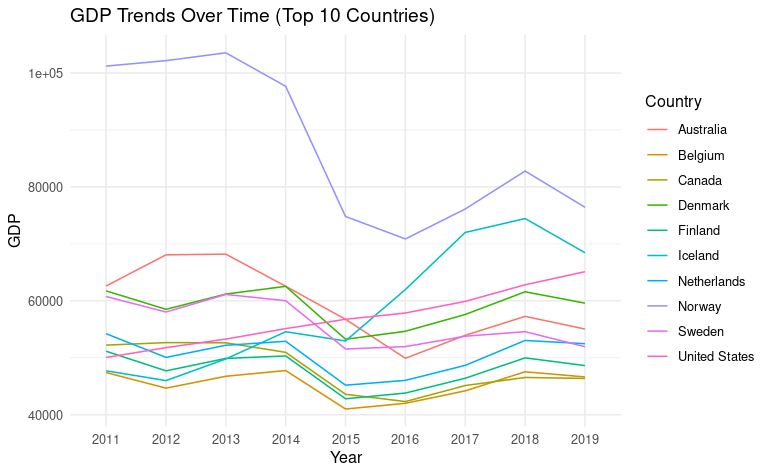 GDP Trends Over Time (Top 10 Countries)
GDP
1e+05
80000
60000
40000
2011 2012 2013 2014 2015 2016 2017 2018 2019
Year
Country
Australia
Belgium
Canada
Denmark
Finland
Iceland
Netherlands
Norway
Sweden
United States